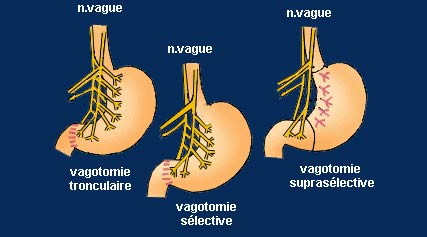 n.vague
n.vague
n.vague
vagotomie
tronculaire
vagotomie
sélective
vagotomie
suprasélective